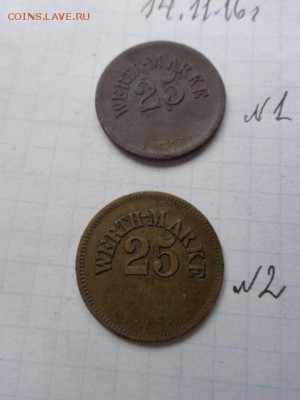 COINS.LAVE.RU
14.11.16г
WERTH-MARKE
25
№1
WERTH-MARKE
25
№2